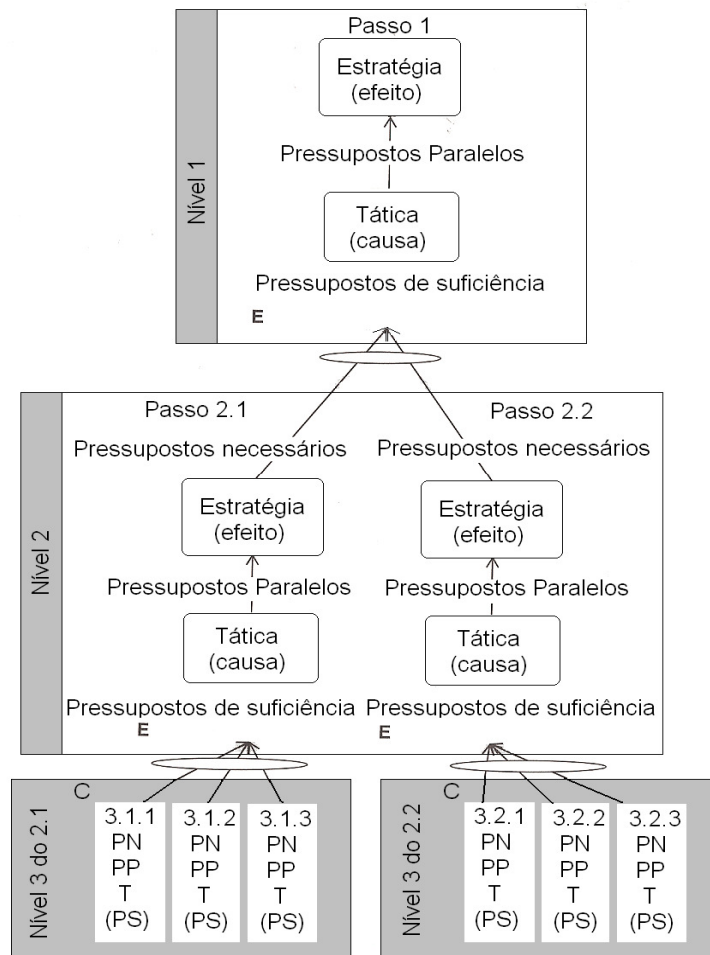 Nível 1
Passo 1
Estratégia
(efeito)
Pressupostos Paralelos
Tática
(causa)
Pressupostos de suficiência
E
Nível 2
Passo 2.1
Pressupostos necessários
Estratégia
(efeito)
Pressupostos Paralelos
Tática
(causa)
Pressupostos de suficiência
E
Passo 2.2
Pressupostos necessários
Estratégia
(efeito)
Pressupostos Paralelos
Tática
(causa)
Pressupostos de suficiência
E
Nível 3 do 2.1
C
3.1.1
PN
PP
T
(PS)
3.1.2
PN
PP
T
(PS)
3.1.3
PN
PP
T
(PS)
Nível 3 do 2.2
C
3.2.1
PN
PP
T
(PS)
3.2.2
PN
PP
T
(PS)
3.2.3
PN
PP
T
(PS)